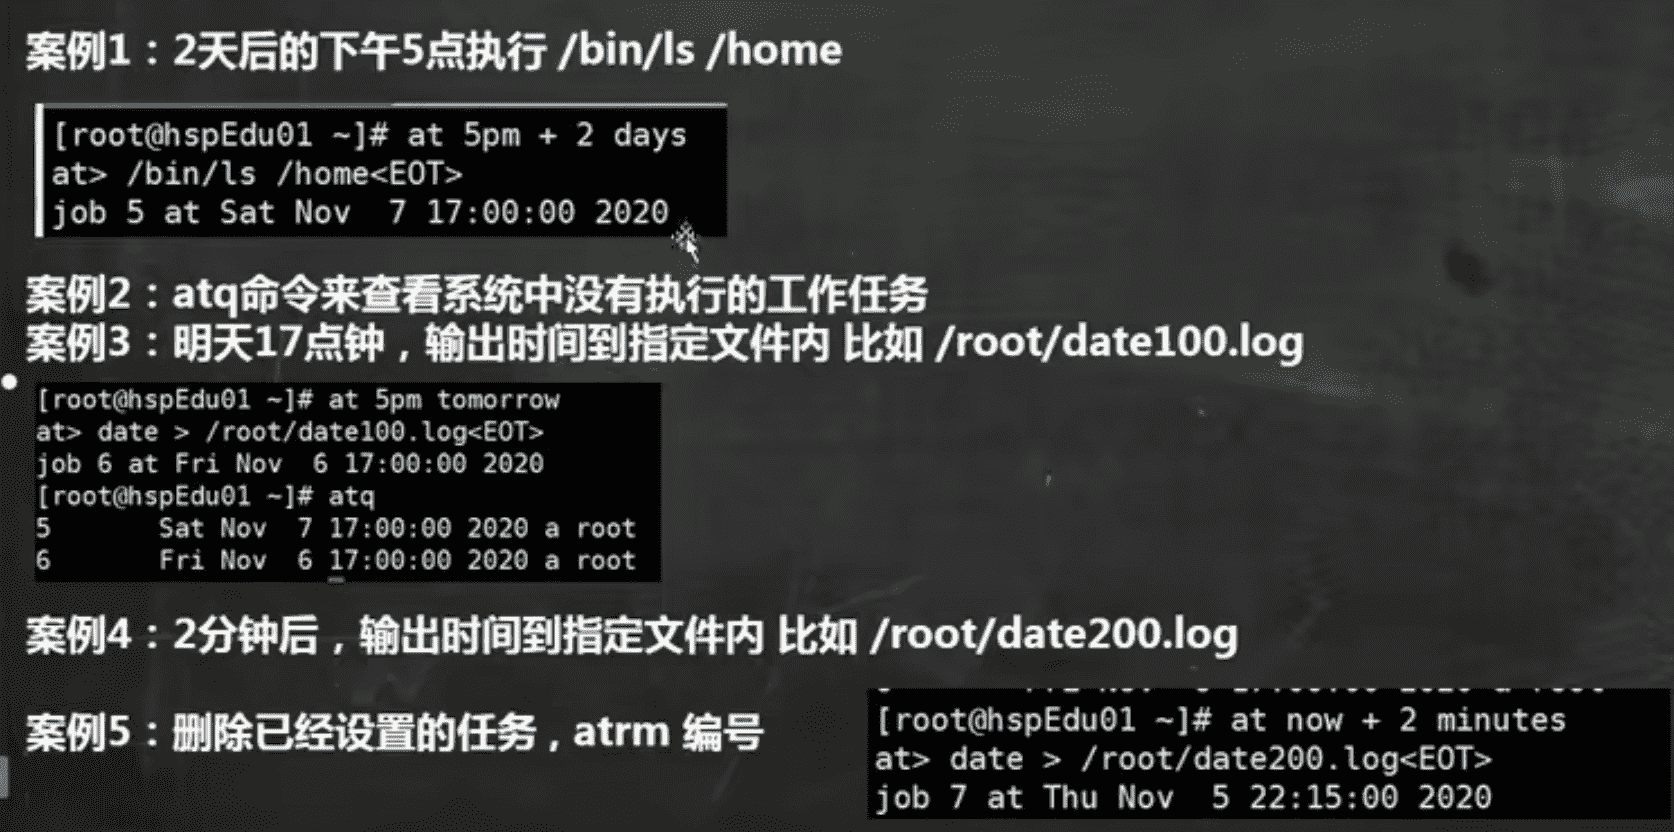 案例1：2天后的下午5点执行 /bin/ls /home
[root@hspEdu01 ~]# at 5pm + 2 days
at> /bin/ls /home<EOT>
job 5 at Sat Nov  7 17:00:00 2020
案例2：atq命令来查看系统中没有执行的工作任务
案例3：明天17点钟，输出时间到指定文件内 比如 /root/date100.log
[root@hspEdu01 ~]# at 5pm tomorrow
at> date > /root/date100.log<EOT>
job 6 at Fri Nov  6 17:00:00 2020
[root@hspEdu01 ~]# atq
5       Sat Nov  7 17:00:00 2020 a root
6       Fri Nov  6 17:00:00 2020 a root
案例4：2分钟后，输出时间到指定文件内 比如 /root/date200.log
案例5：删除已经设置的任务，atrm 编号
[root@hspEdu01 ~]# at now + 2 minutes
at> date > /root/date200.log<EOT>
job 7 at Thu Nov  5 22:15:00 2020